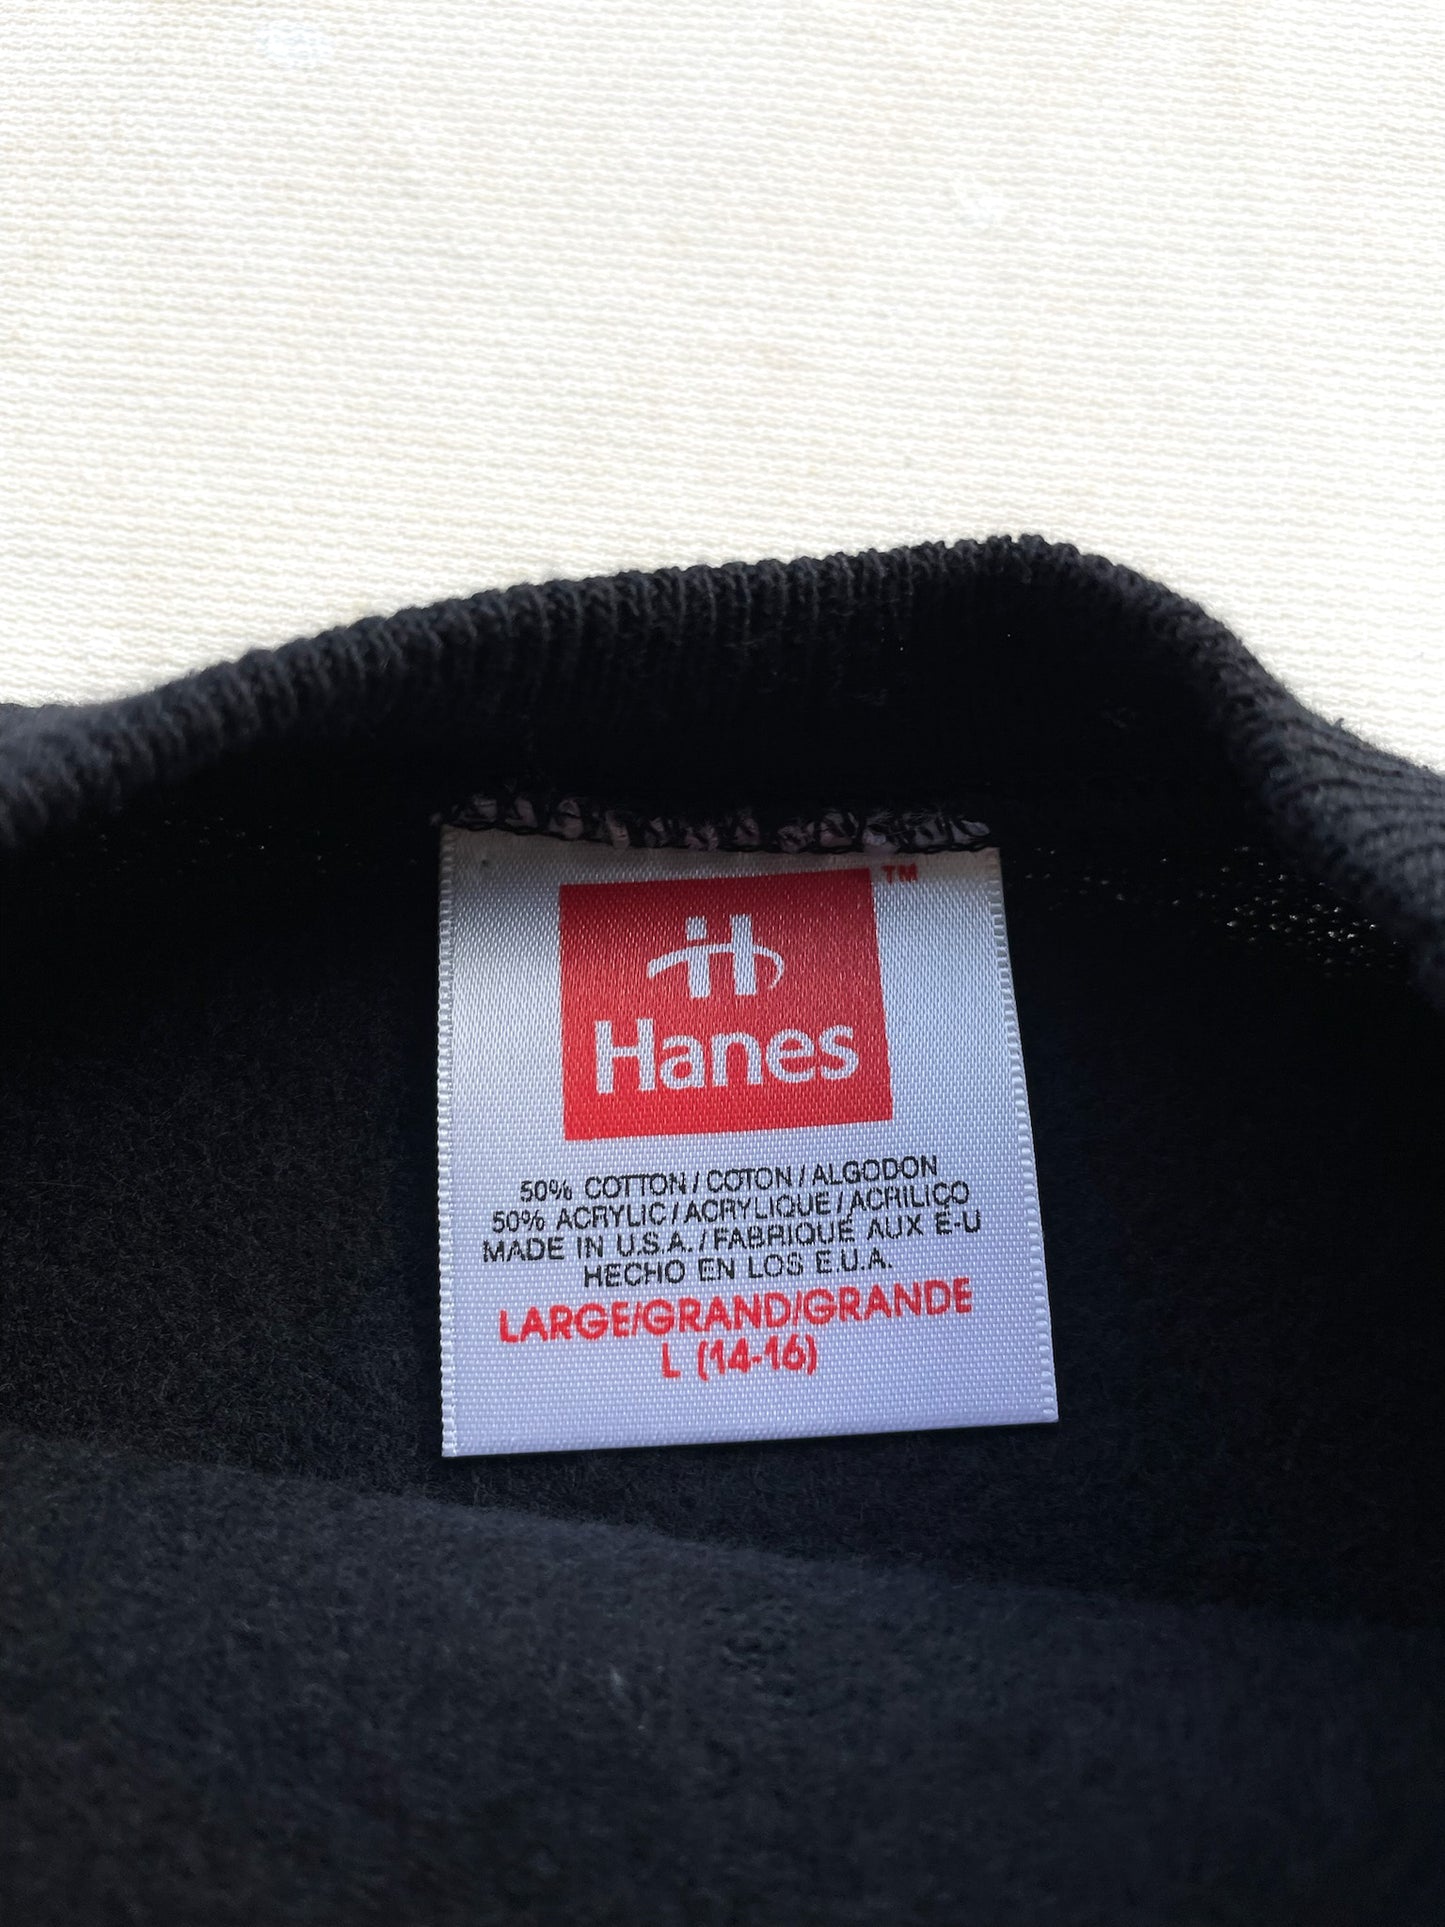 TM
H
Hanes
50% COTTON/COTON/ALGODON
50% ACRYLIC/ACRYLIQUE/ACRILICO
MADE IN U.S.A./FABRIQUÉ AUX É-U
HECHO EN LOS E.U.A.
LARGE/GRAND/GRANDE
L (14-16)